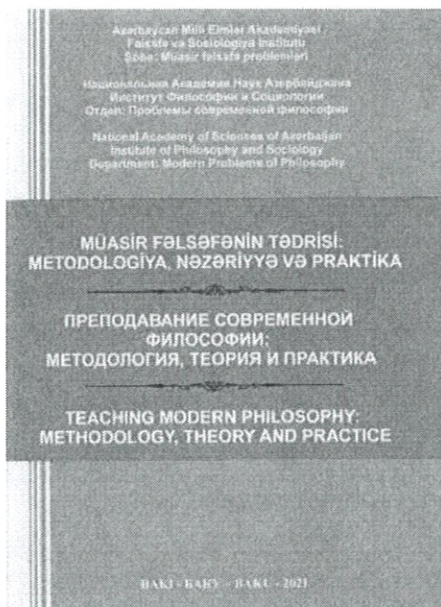 Azərbaycan Milli Elmlər Akademiyası
Fəlsəfə və Sosiologiya İnstitutu
Şöbə: Müasir fəlsəfə problemləri
Национальная Академия Наук Азербайджана
Институт Философии и Социологии
Отдел: Проблемы современной философии
National Academy of Sciences of Azerbaijan
Institute of Philosophy and Sociology
Department: Modern Problems of Philosophy
MÜASİR FƏLSƏFƏNİN TƏDRİSİ:
METODOLOGİYA, NƏZƏRİYYƏ VƏ PRAKTİKA
ПРЕПОДАВАНИЕ СОВРЕМЕННОЙ
ФИЛОСОФИИ:
МЕТОДОЛОГИЯ, ТЕОРИЯ И ПРАКТИКА
TEACHING MODERN PHILOSOPHY:
METHODOLOGY, THEORY AND PRACTICE
BAKI - БАКУ - BAKU - 2021